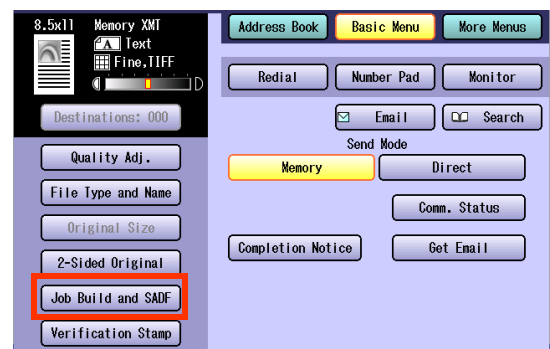 8.5x11 Memory XMT
A Text
Fine,TIFF
D
Destinations: 000
Quality Adj.
File Type and Name
Original Size
2-Sided Original
Job Build and SADF
Verification Stamp
Address Book Basic Menu More Menus
Redial Number Pad Monitor
Email Search
Send Mode
Memory Direct
Comm. Status
Completion Notice Get Email